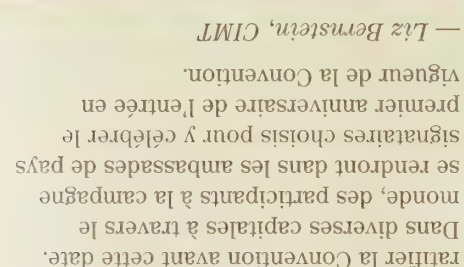 ratifier la Convention avant cette date.
Dans diverses capitales à travers le
monde, des participants à la campagne
se rendront dans les ambassades de pays
signataires choisis pour y célébrer le
premier anniversaire de l'entrée en
vigueur de la Convention.
— Liz Bernstein, CIMT